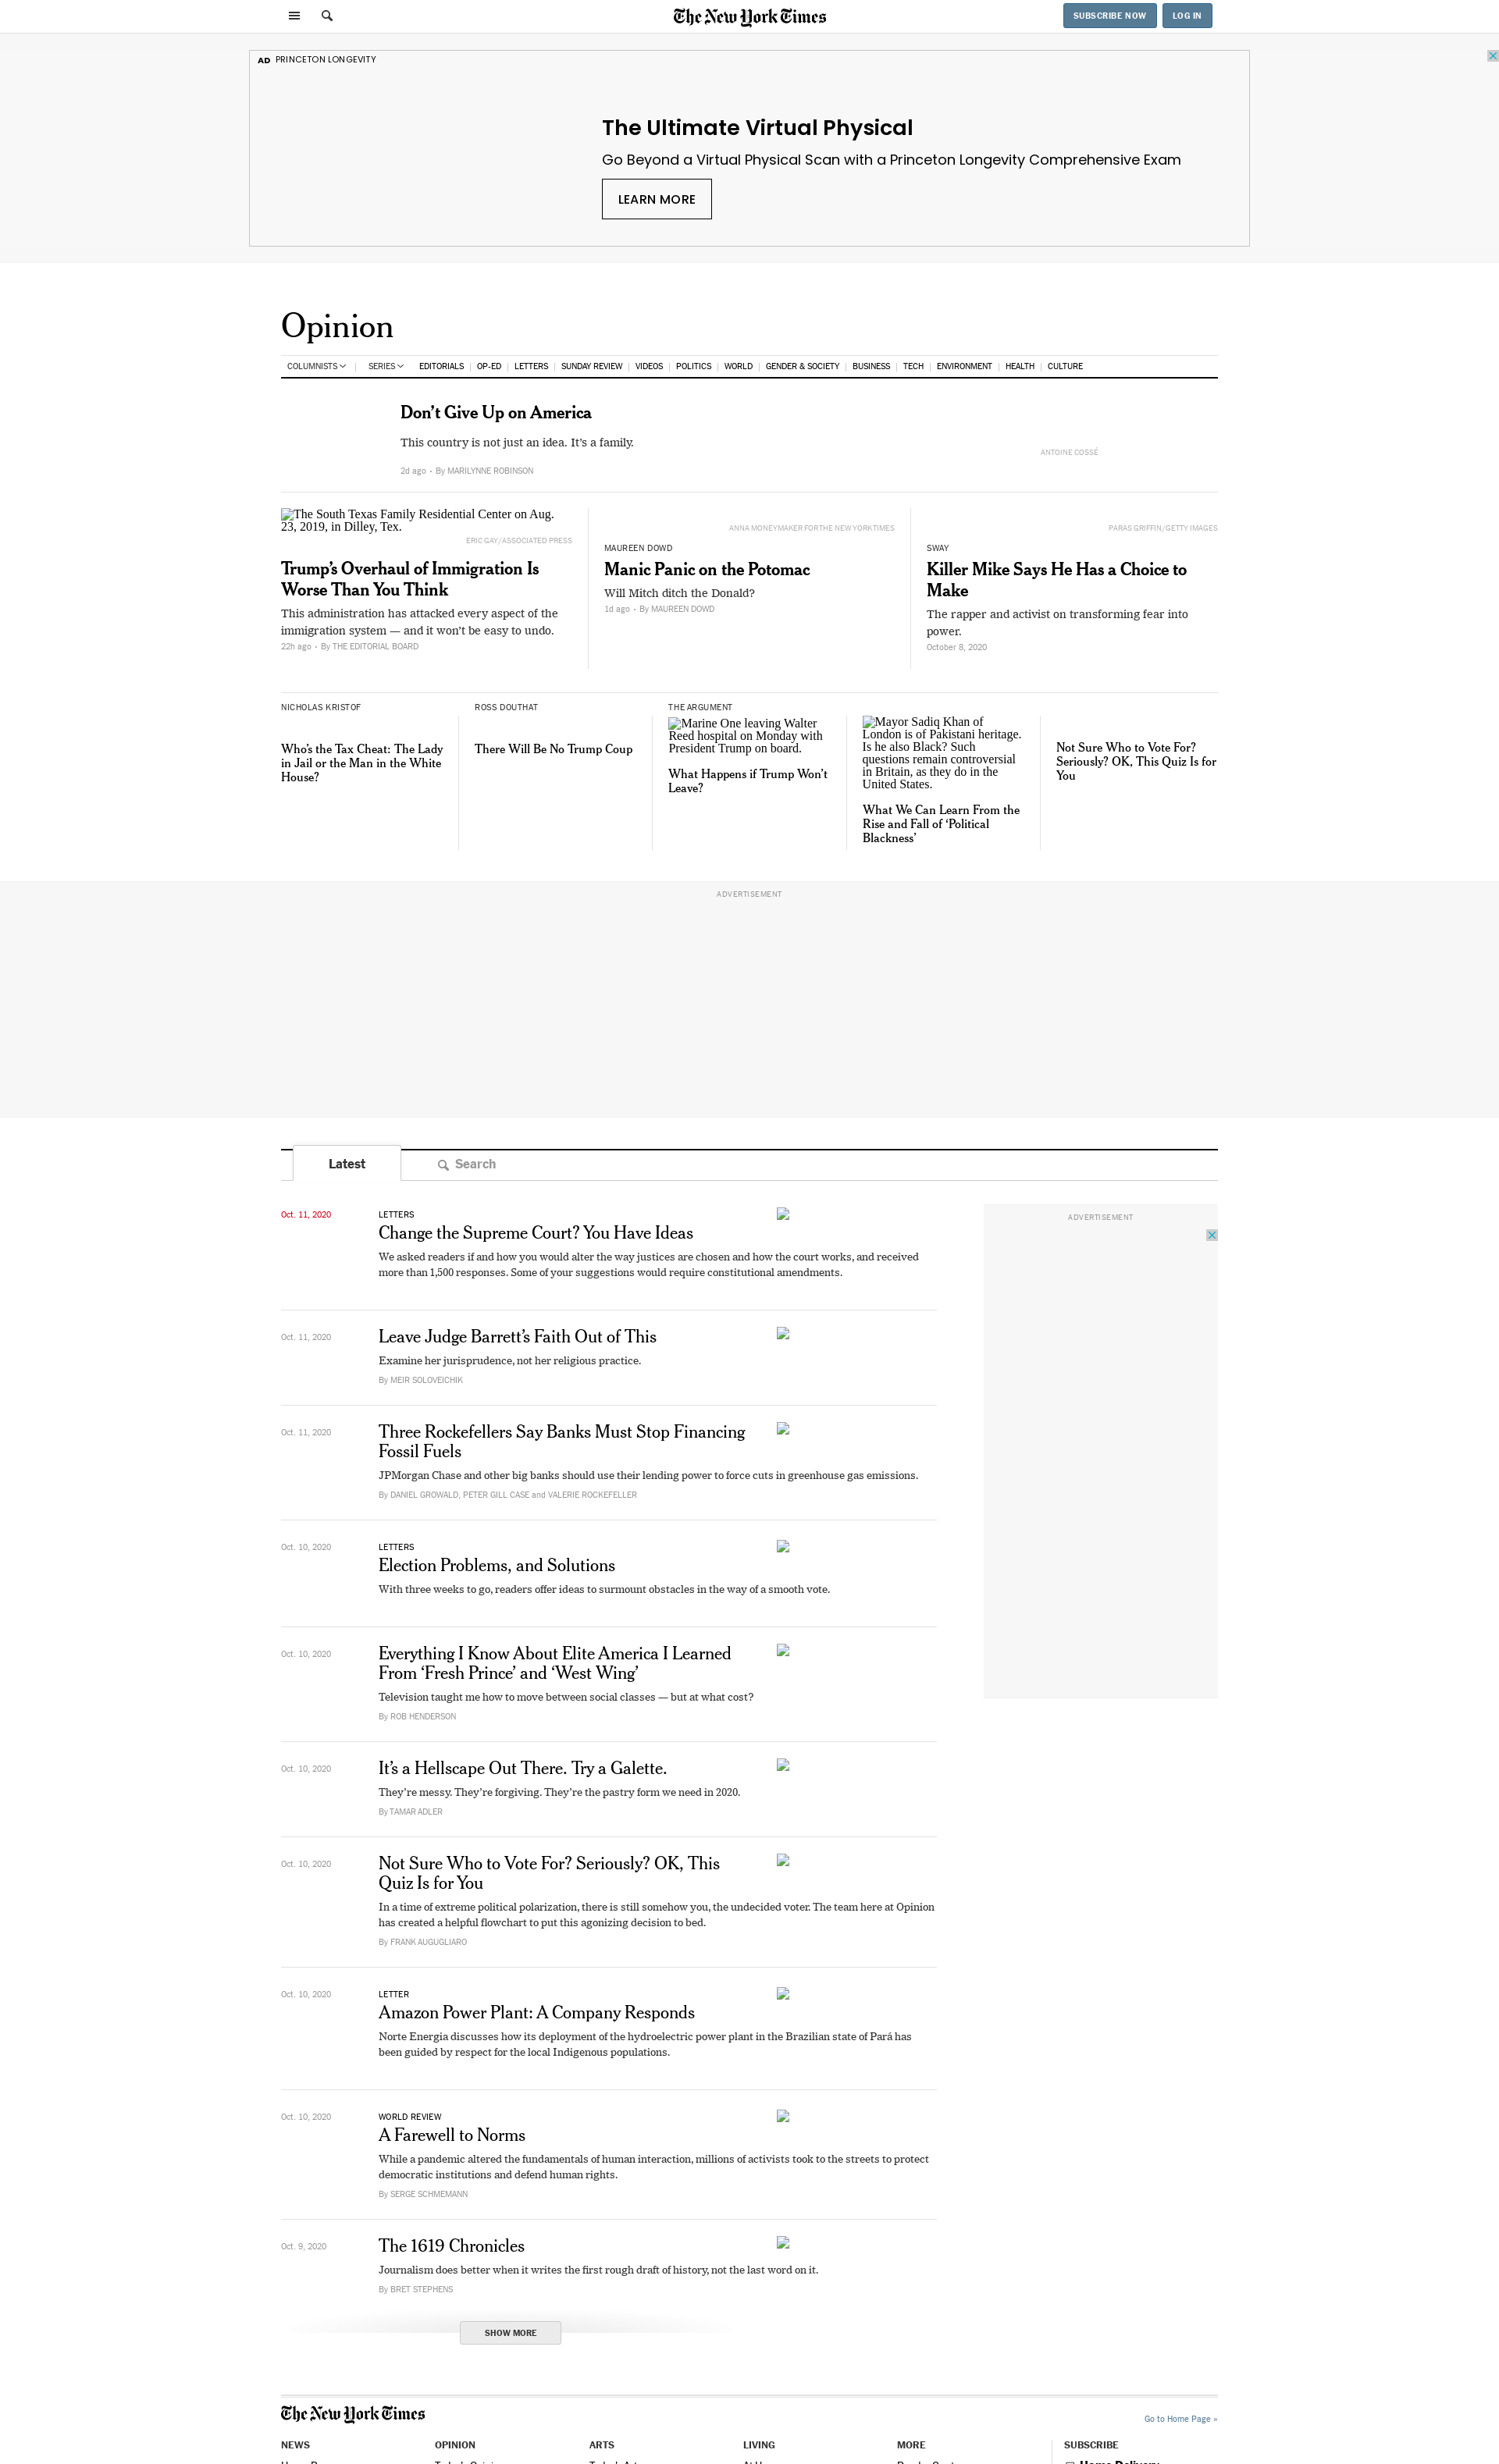 The New York Times
SUBSCRIBE NOW
LOG IN
AD PRINCETON LONGEVITY
The Ultimate Virtual Physical
Go Beyond a Virtual Physical Scan with a Princeton Longevity Comprehensive Exam
LEARN MORE
Opinion
COLUMNISTS
SERIES
EDITORIALS
OP-ED
LETTERS
SUNDAY REVIEW
VIDEOS
POLITICS
WORLD
GENDER & SOCIETY
BUSINESS
TECH
ENVIRONMENT
HEALTH
CULTURE
Don’t Give Up on America
This country is not just an idea. It’s a family.
2d ago • By MARILYNNE ROBINSON
ANTOINE COSSÉ
The South Texas Family Residential Center on Aug.
23, 2019, in Dilley, Tex.
ERIC GAY/ASSOCIATED PRESS
Trump’s Overhaul of Immigration Is
Worse Than You Think
This administration has attacked every aspect of the
immigration system — and it won’t be easy to undo.
22h ago • By THE EDITORIAL BOARD
ANNA MONEYMAKER FOR THE NEW YORK TIMES
MAUREEN DOWD
Manic Panic on the Potomac
Will Mitch ditch the Donald?
1d ago • By MAUREEN DOWD
PARAS GRIFFIN/GETTY IMAGES
SWAY
Killer Mike Says He Has a Choice to
Make
The rapper and activist on transforming fear into
power.
October 8, 2020
NICHOLAS KRISTOF
Who’s the Tax Cheat: The Lady
in Jail or the Man in the White
House?
ROSS DOUTHAT
There Will Be No Trump Coup
THE ARGUMENT
Marine One leaving Walter
Reed hospital on Monday with
President Trump on board.
What Happens if Trump Won’t
Leave?
Mayor Sadiq Khan of
London is of Pakistani heritage.
Is he also Black? Such
questions remain controversial
in Britain, as they do in the
United States.
What We Can Learn From the
Rise and Fall of ‘Political
Blackness’
Not Sure Who to Vote For?
Seriously? OK, This Quiz Is for
You
ADVERTISEMENT
Latest
Search
ADVERTISEMENT
Oct. 11, 2020
LETTERS
Change the Supreme Court? You Have Ideas
We asked readers if and how you would alter the way justices are chosen and how the court works, and received
more than 1,500 responses. Some of your suggestions would require constitutional amendments.
Oct. 11, 2020
Leave Judge Barrett’s Faith Out of This
Examine her jurisprudence, not her religious practice.
By MEIR SOLOVEICHIK
Oct. 11, 2020
Three Rockefellers Say Banks Must Stop Financing
Fossil Fuels
JPMorgan Chase and other big banks should use their lending power to force cuts in greenhouse gas emissions.
By DANIEL GROWALD, PETER GILL CASE and VALERIE ROCKEFELLER
Oct. 10, 2020
LETTERS
Election Problems, and Solutions
With three weeks to go, readers offer ideas to surmount obstacles in the way of a smooth vote.
Oct. 10, 2020
Everything I Know About Elite America I Learned
From ‘Fresh Prince’ and ‘West Wing’
Television taught me how to move between social classes — but at what cost?
By ROB HENDERSON
Oct. 10, 2020
It’s a Hellscape Out There. Try a Galette.
They’re messy. They’re forgiving. They’re the pastry form we need in 2020.
By TAMAR ADLER
Oct. 10, 2020
Not Sure Who to Vote For? Seriously? OK, This
Quiz Is for You
In a time of extreme political polarization, there is still somehow you, the undecided voter. The team here at Opinion
has created a helpful flowchart to put this agonizing decision to bed.
By FRANK AUGUGLIARO
Oct. 10, 2020
LETTER
Amazon Power Plant: A Company Responds
Norte Energia discusses how its deployment of the hydroelectric power plant in the Brazilian state of Pará has
been guided by respect for the local Indigenous populations.
Oct. 10, 2020
WORLD REVIEW
A Farewell to Norms
While a pandemic altered the fundamentals of human interaction, millions of activists took to the streets to protect
democratic institutions and defend human rights.
By SERGE SCHMEMANN
Oct. 9, 2020
The 1619 Chronicles
Journalism does better when it writes the first rough draft of history, not the last word on it.
By BRET STEPHENS
SHOW MORE
The New York Times
Go to Home Page »
NEWS
OPINION
ARTS
LIVING
MORE
SUBSCRIBE